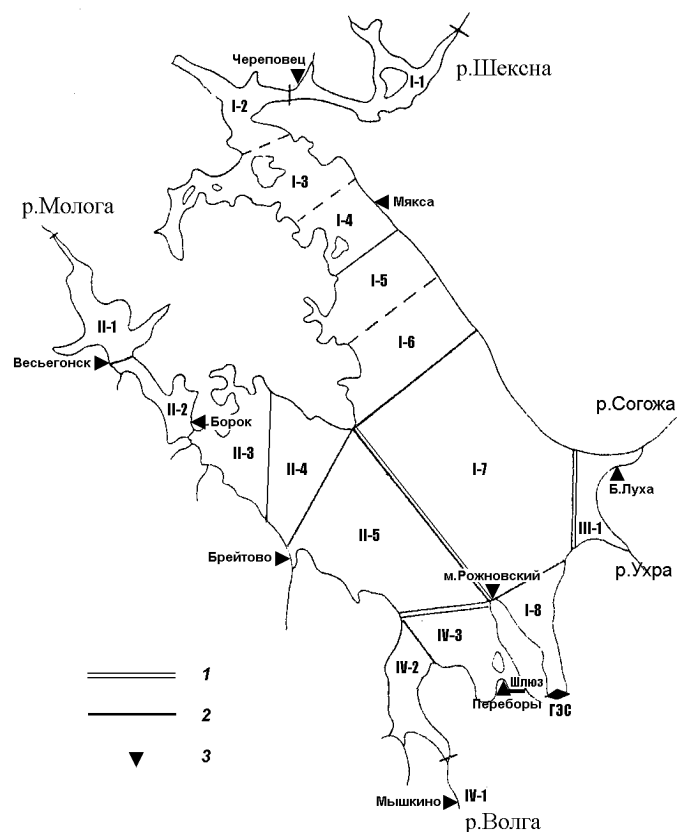 Череповец
I-1
р.Шексна
I-2
I-3
Мякса
р.Молога
I-4
I-5
II-1
I-6
Весьегонск
II-2
Борок
р.Согожа
II-3
II-4
I-7
Б.Луха
III-1
II-5
Брейтово
м.Рожновский
р.Ухра
I-8
IV-3
IV-2
Шлюз
1
Переборы
ГЭС
2
3
Мышкино
IV-1
р.Волга